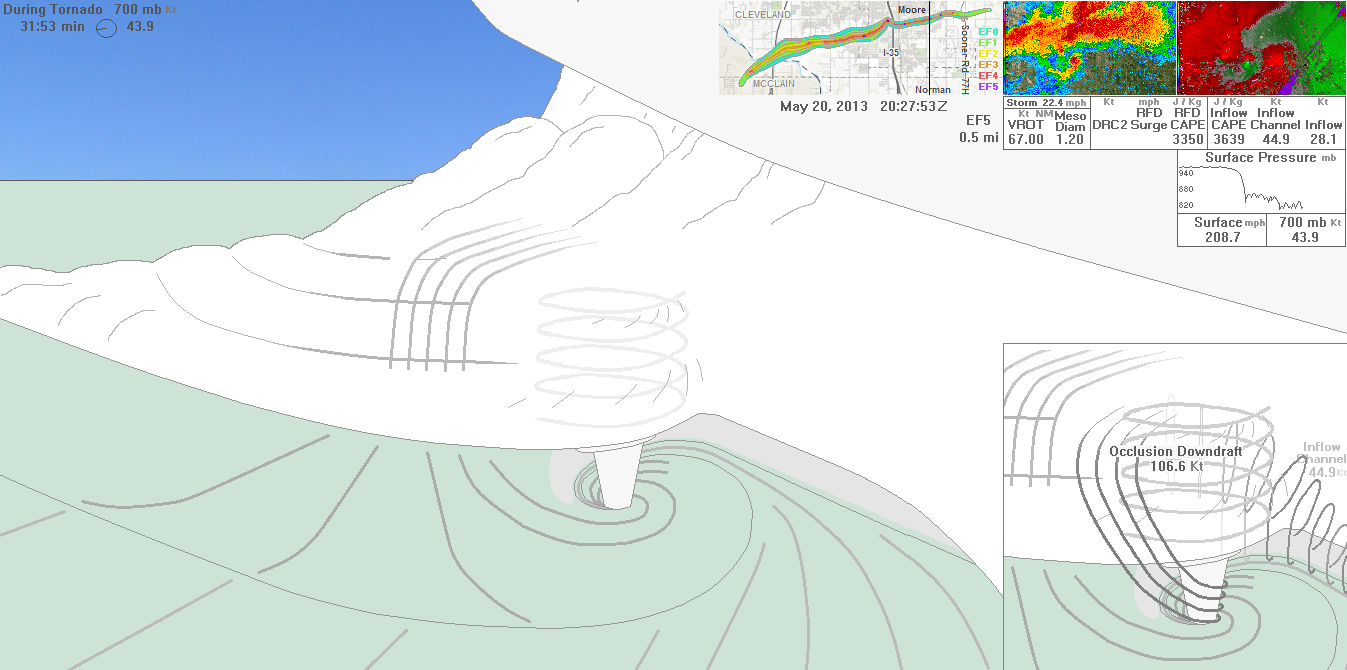 During Tornado 700 mb Kt
31:53 min 43.9
CLEVELAND
Moore
I-35
Sooner Rd
77H
MCCLAIN
Norman
EF0
EF1
EF2
EF3
EF4
EF5
May 20, 2013 20:27:53Z
EF5
0.5 mi
Storm 22.4 mph
Kt NM
VROT Meso Diam
67.00 1.20
Kt mph J / Kg
DRC2 RFD Surge RFD CAPE
3350
J / Kg Kt Kt
Inflow CAPE Inflow Channel Inflow
3639 44.9 28.1
Surface Pressure mb
940
880
820
Surface mph 700 mb Kt
208.7 43.9
Occlusion Downdraft
106.6 Kt
Inflow
Channel
44.9 Kt